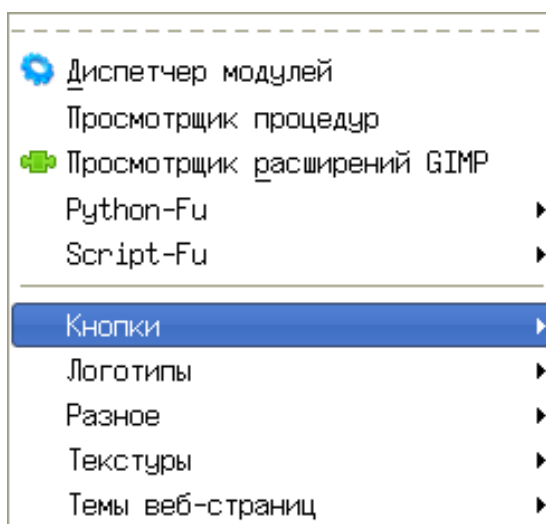 Диспетчер модулей
Просмотрщик процедур
Просмотрщик расширений GIMP
Python-Fu
Script-Fu
Кнопки
Логотипы
Разное
Текстуры
Темы веб-страниц